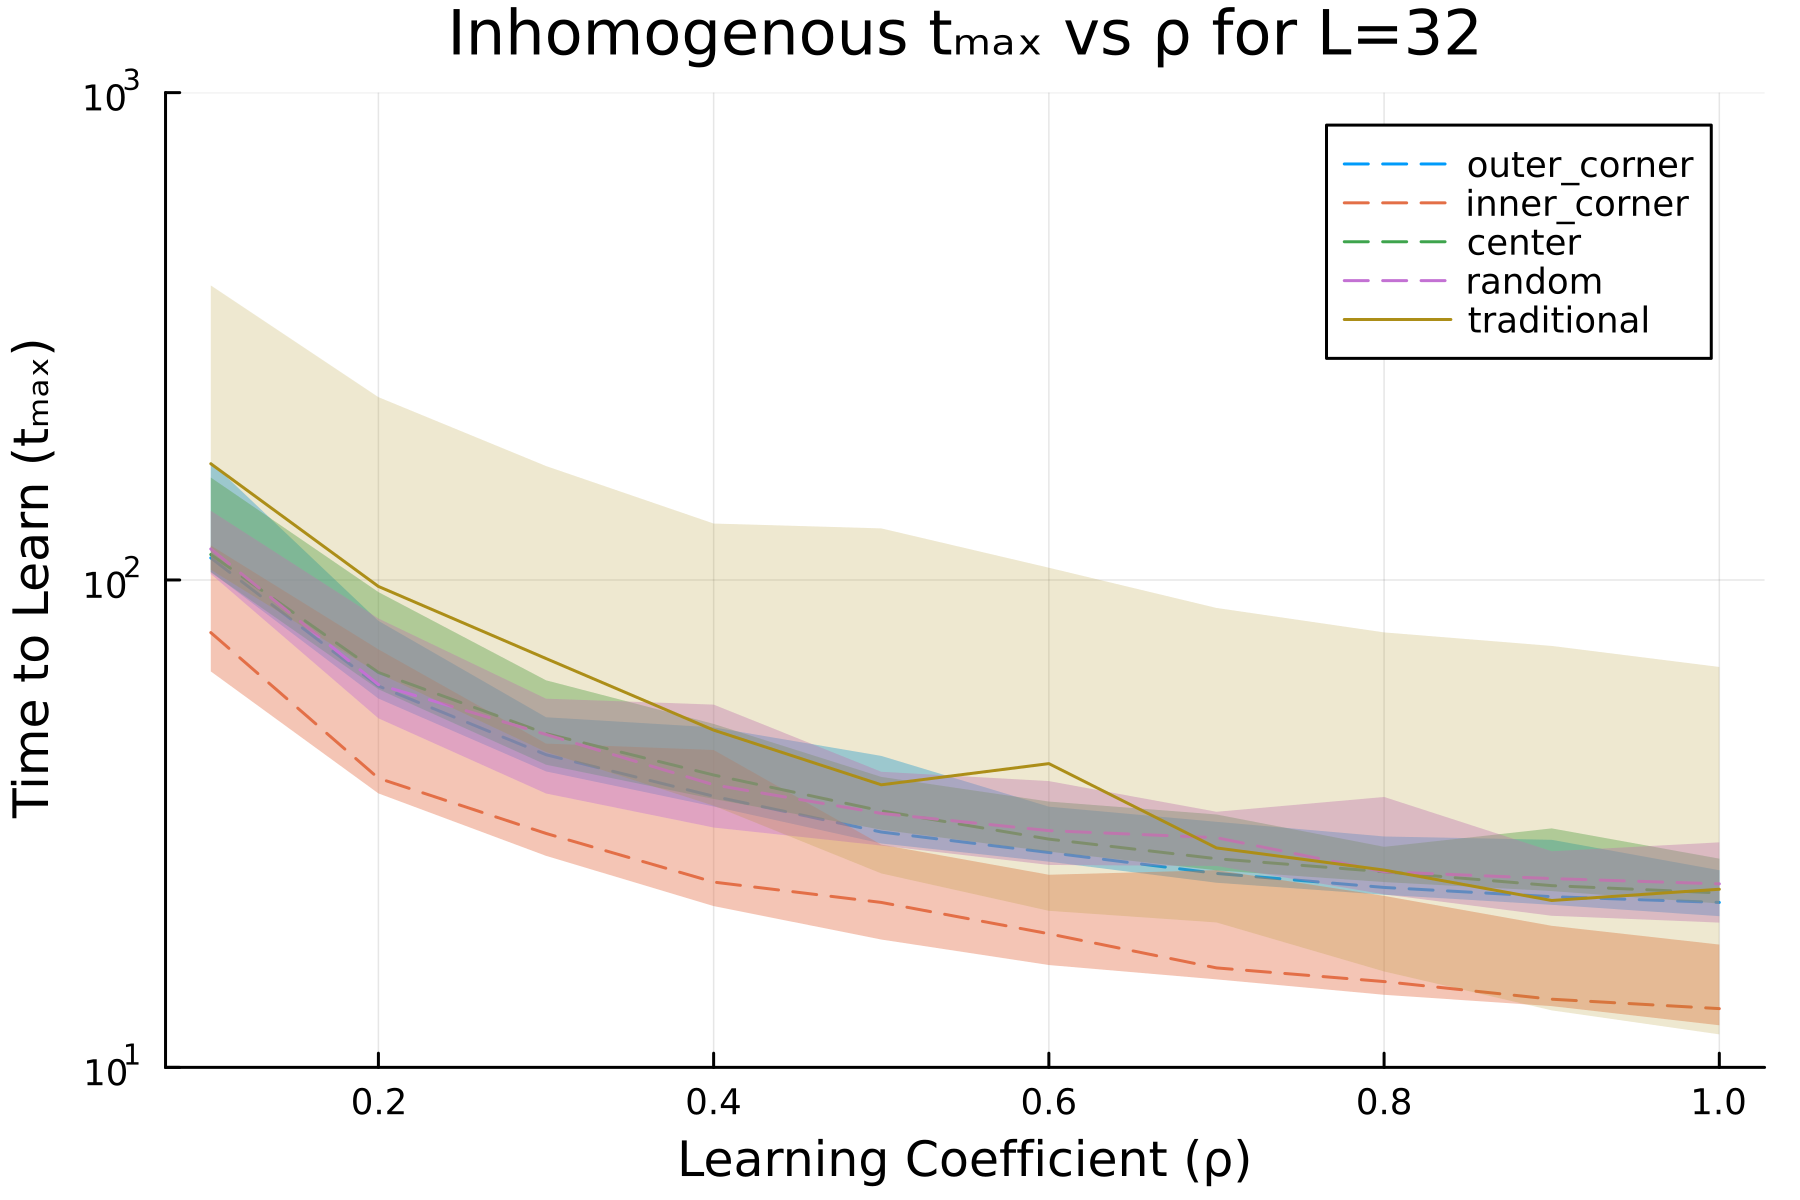 Inhomogenous tₘₐₓ vs ρ for L=32
10³
outer_corner
inner_corner
center
random
traditional
Time to Learn (tₘₐₓ)
10²
10¹
0.2 0.4 0.6 0.8 1.0
Learning Coefficient (ρ)